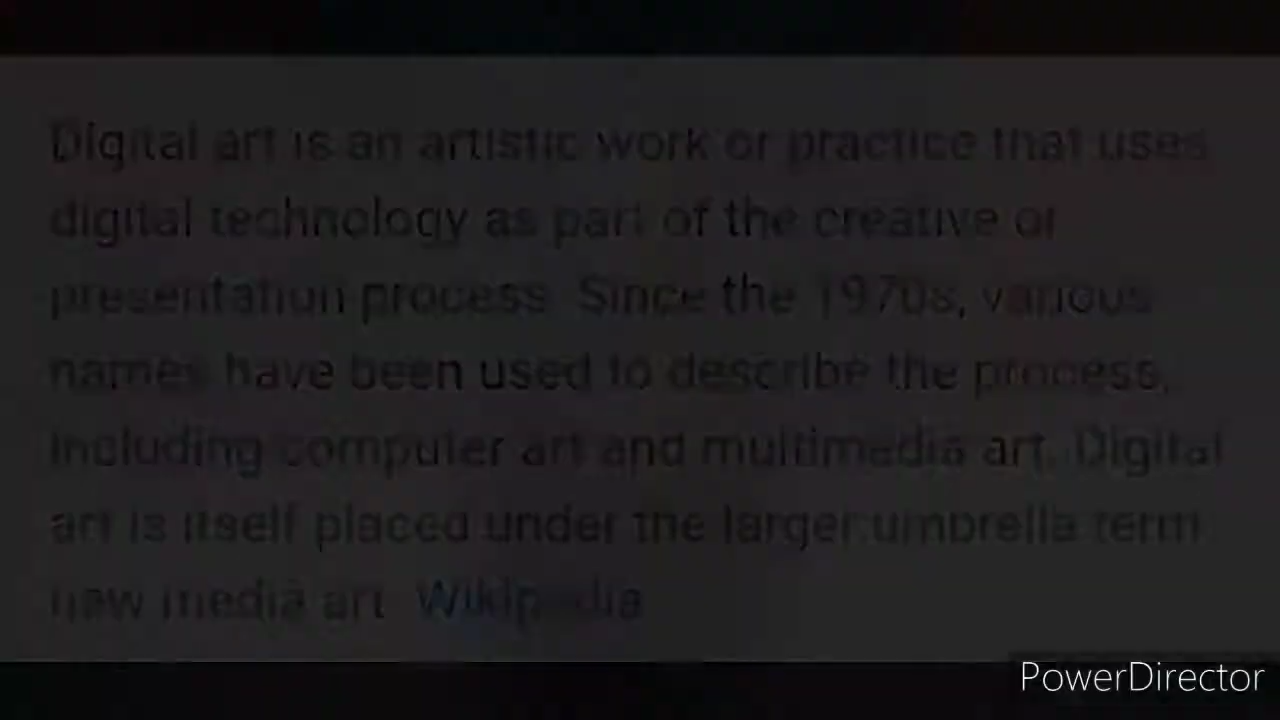 Digital art is an artistic work or practice that uses
digital technology as part of the creative or
presentation process. Since the 1970s, various
names have been used to describe the process,
including computer art and multimedia art. Digital
art is itself placed under the larger umbrella term
new media art. Wikipedia
PowerDirector